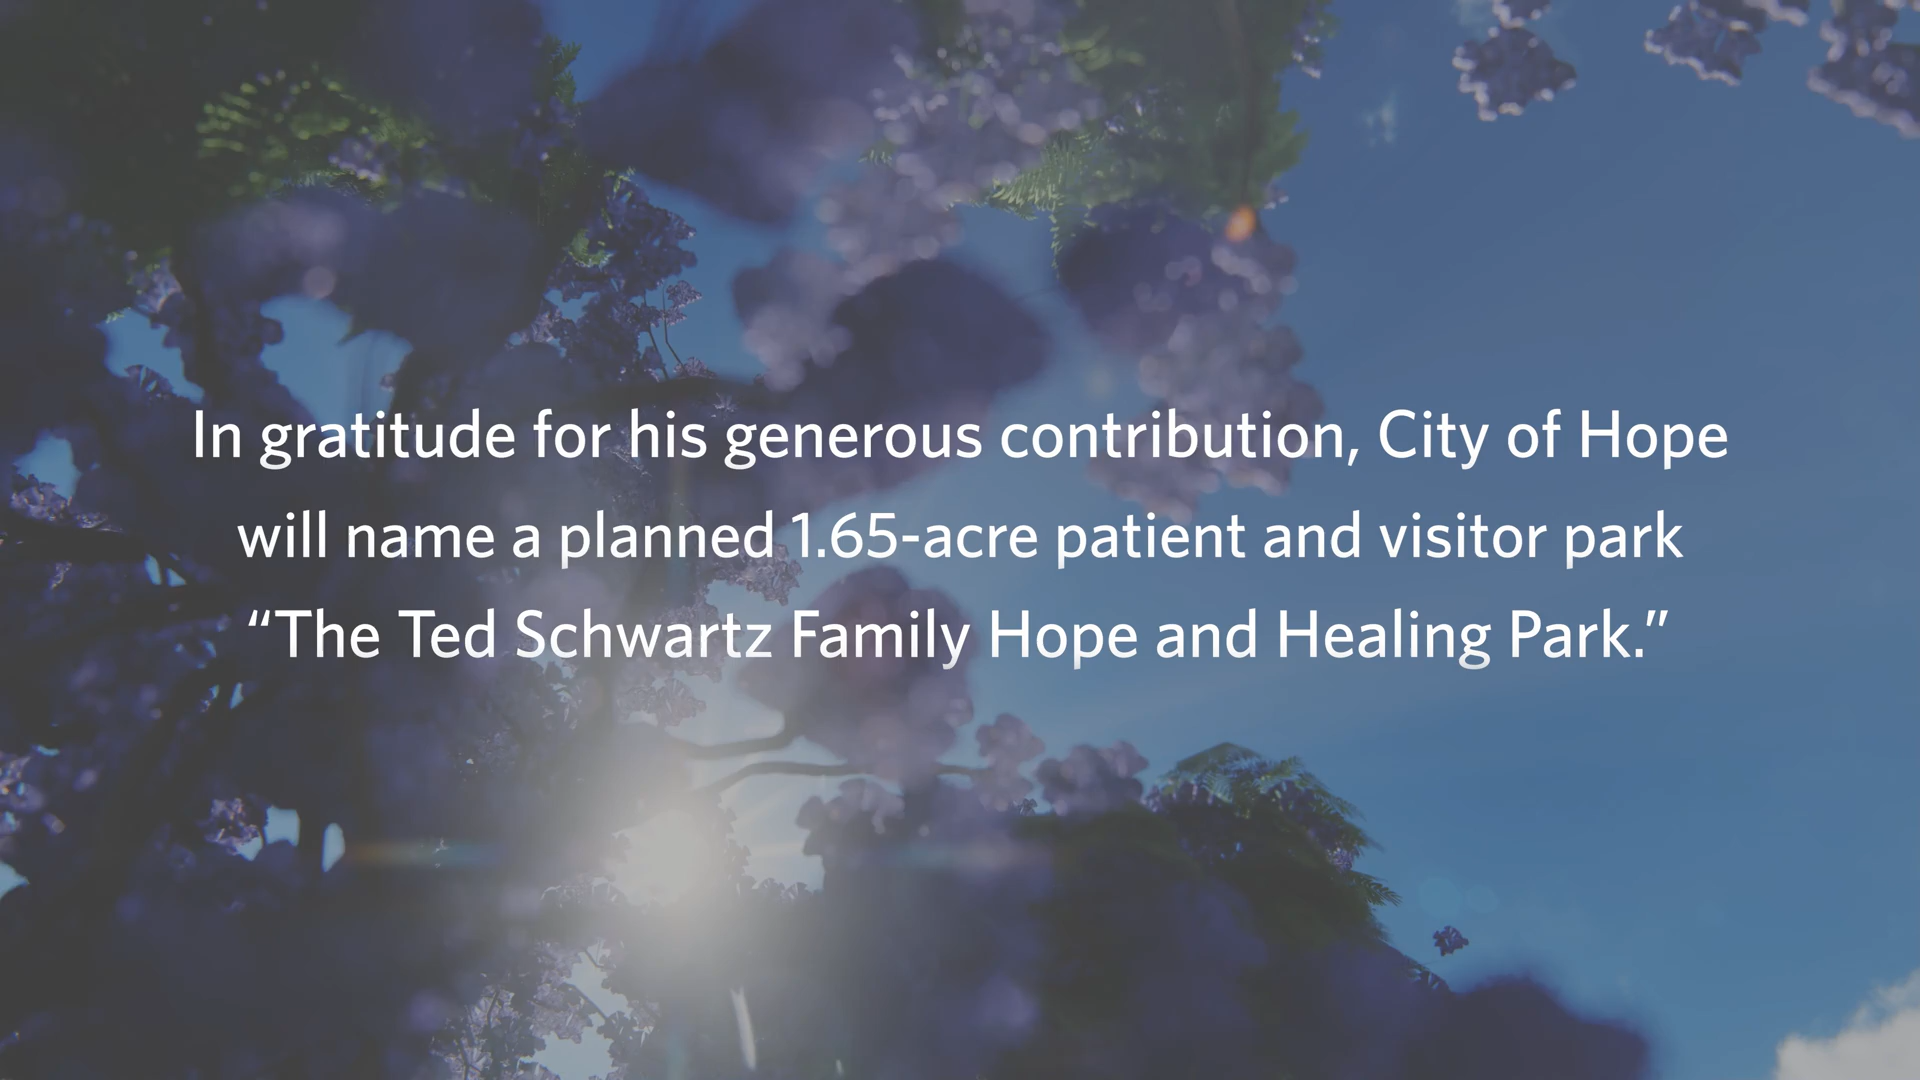 In gratitude for his generous contribution, City of Hope
will name a planned 1.65-acre patient and visitor park
“The Ted Schwartz Family Hope and Healing Park.”